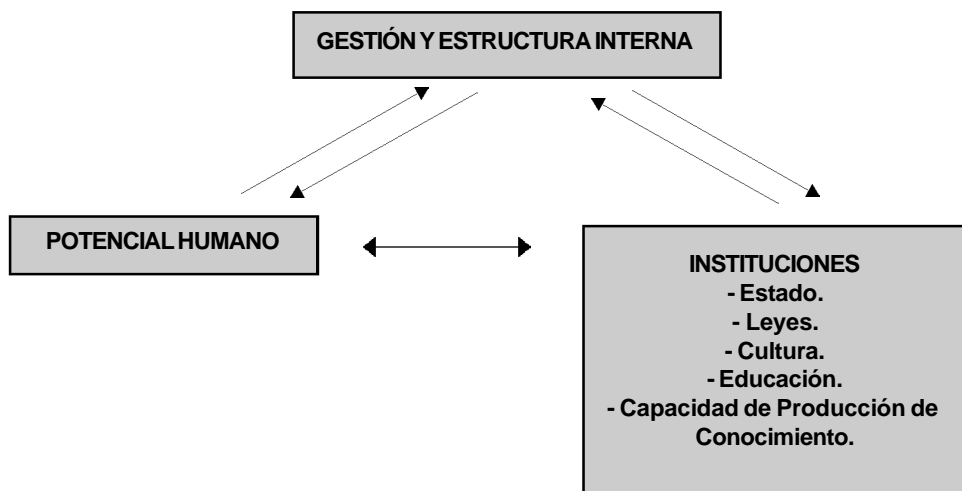 GESTIÓN Y ESTRUCTURA INTERNA
POTENCIAL HUMANO
INSTITUCIONES
- Estado.
- Leyes.
- Cultura.
- Educación.
- Capacidad de Producción de
Conocimiento.